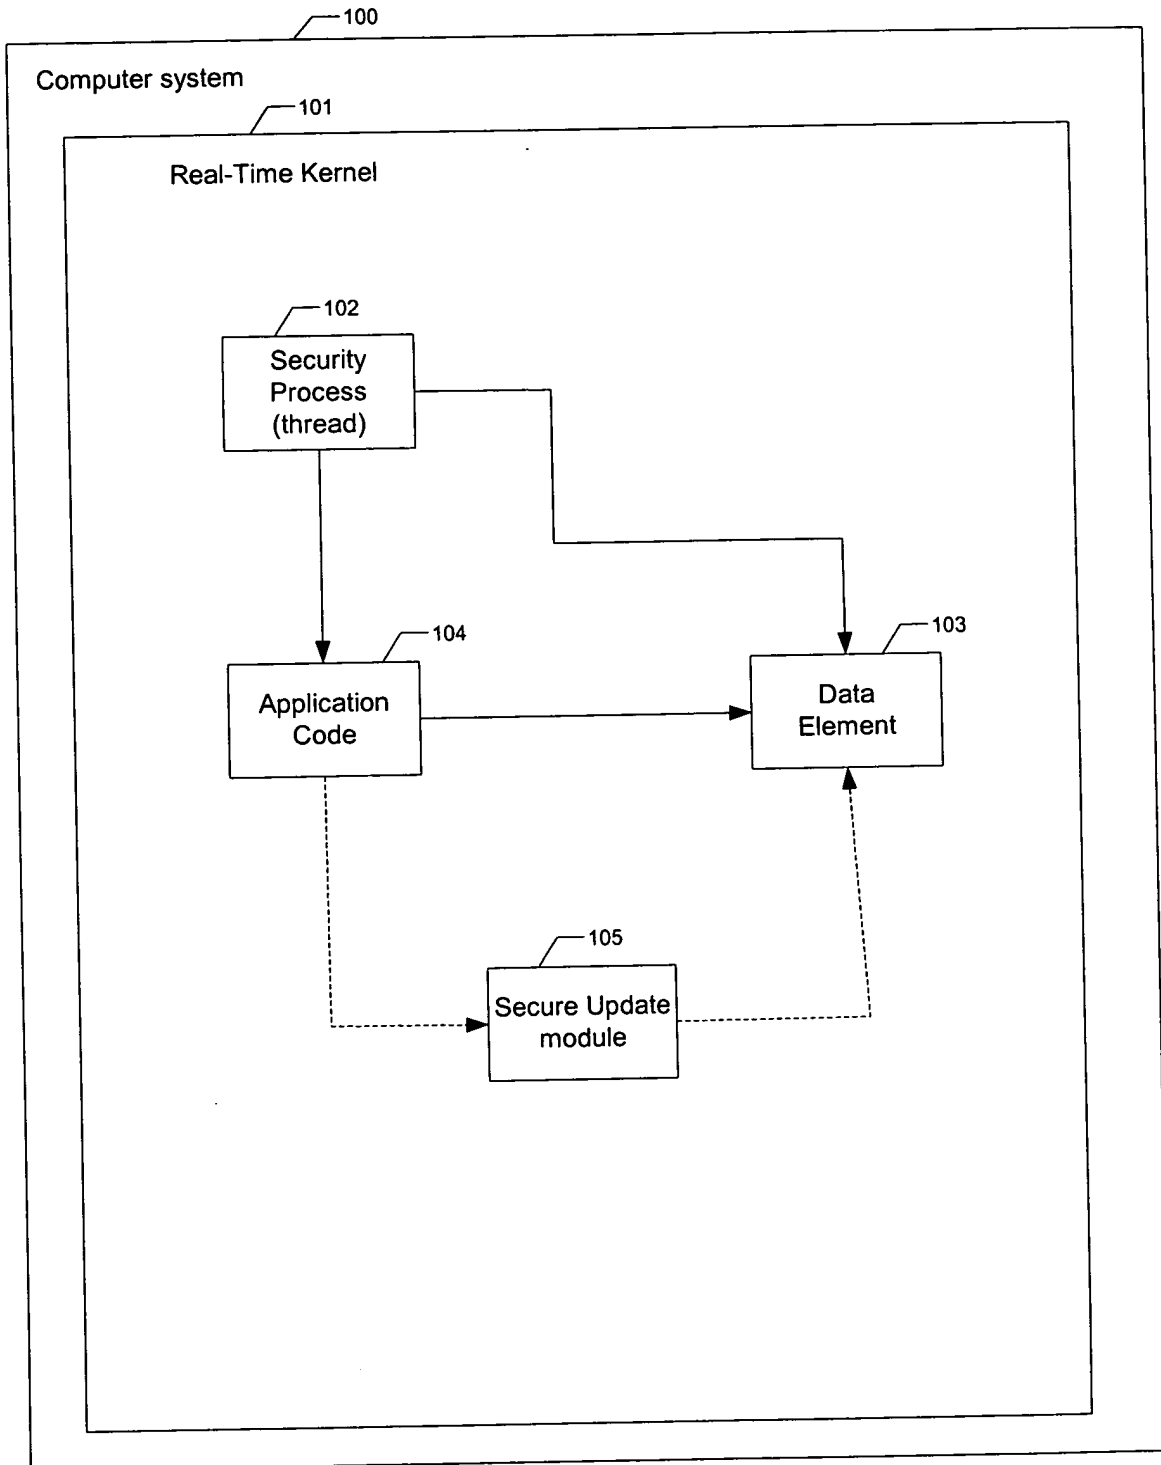 100
Computer system
101
Real-Time Kernel
102
Security
Process
(thread)
104
Application
Code
103
Data
Element
105
Secure Update
module